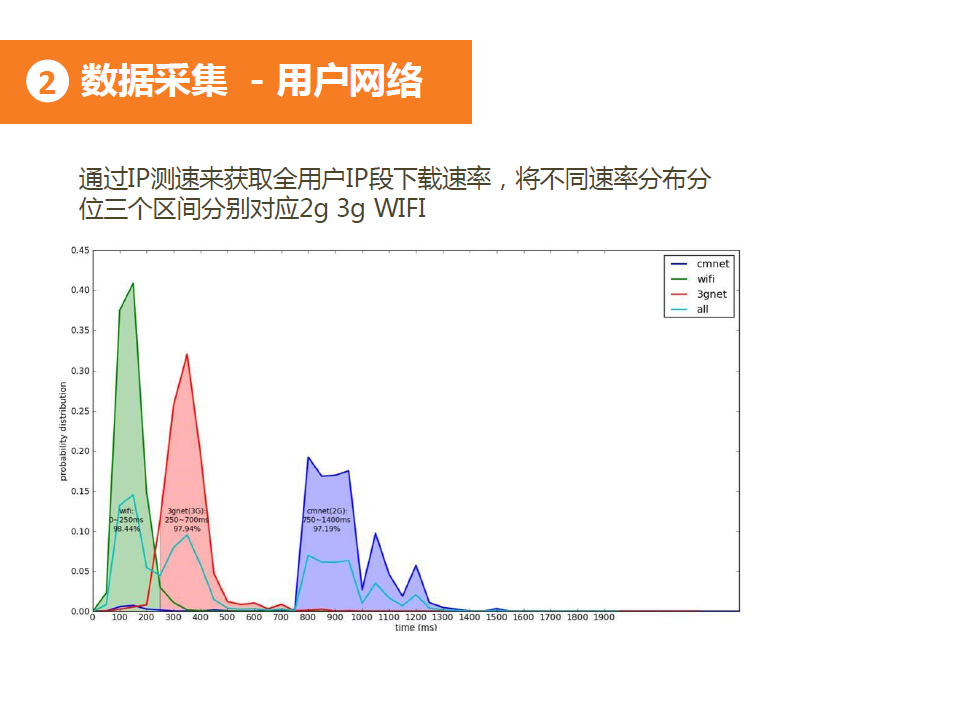 2 数据采集 - 用户网络
通过IP测速来获取全用户IP段下载速率，将不同速率分布分
位三个区间分别对应2g 3g WIFI
0.45
0.40
0.35
0.30
0.25
0.20
0.15
0.10
0.05
0.00
probability distribution
cmnet
wifi
3gnet
all
wifi:
0~250ms
98.44%
3gnet(3G):
250~700ms
97.94%
cmnet(2G):
750~1400ms
97.19%
0 100 200 300 400 500 600 700 800 900 1000 1100 1200 1300 1400 1500 1600 1700 1800 1900
time (ms)